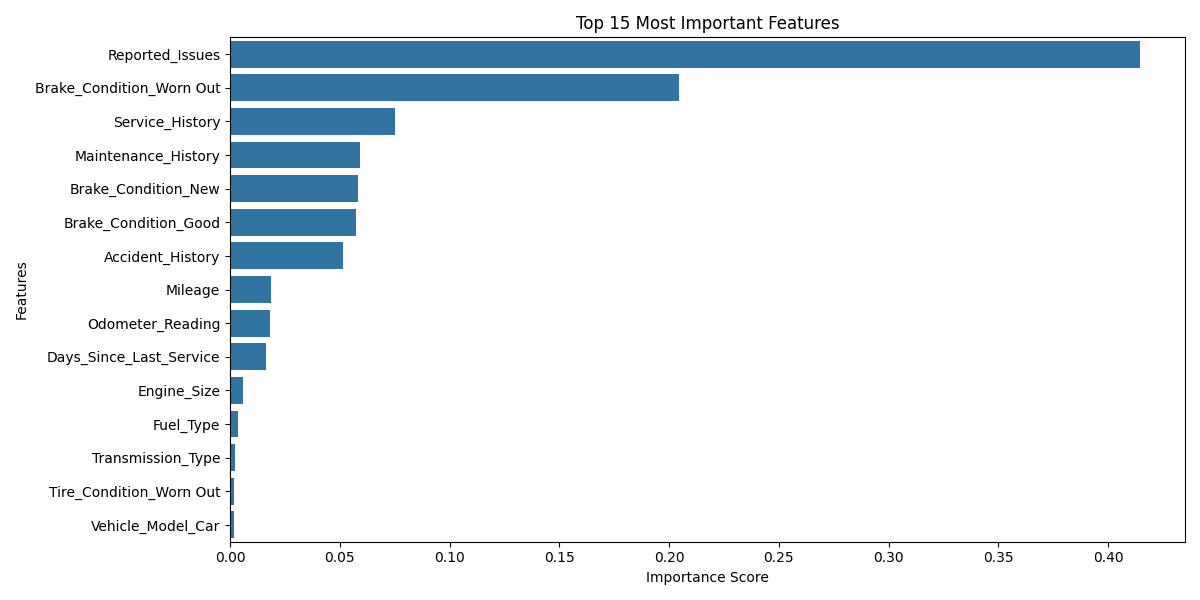 Top 15 Most Important Features
Features
Reported_Issues
Brake_Condition_Worn Out
Service_History
Maintenance_History
Brake_Condition_New
Brake_Condition_Good
Accident_History
Mileage
Odometer_Reading
Days_Since_Last_Service
Engine_Size
Fuel_Type
Transmission_Type
Tire_Condition_Worn Out
Vehicle_Model_Car
0.00 0.05 0.10 0.15 0.20 0.25 0.30 0.35 0.40
Importance Score